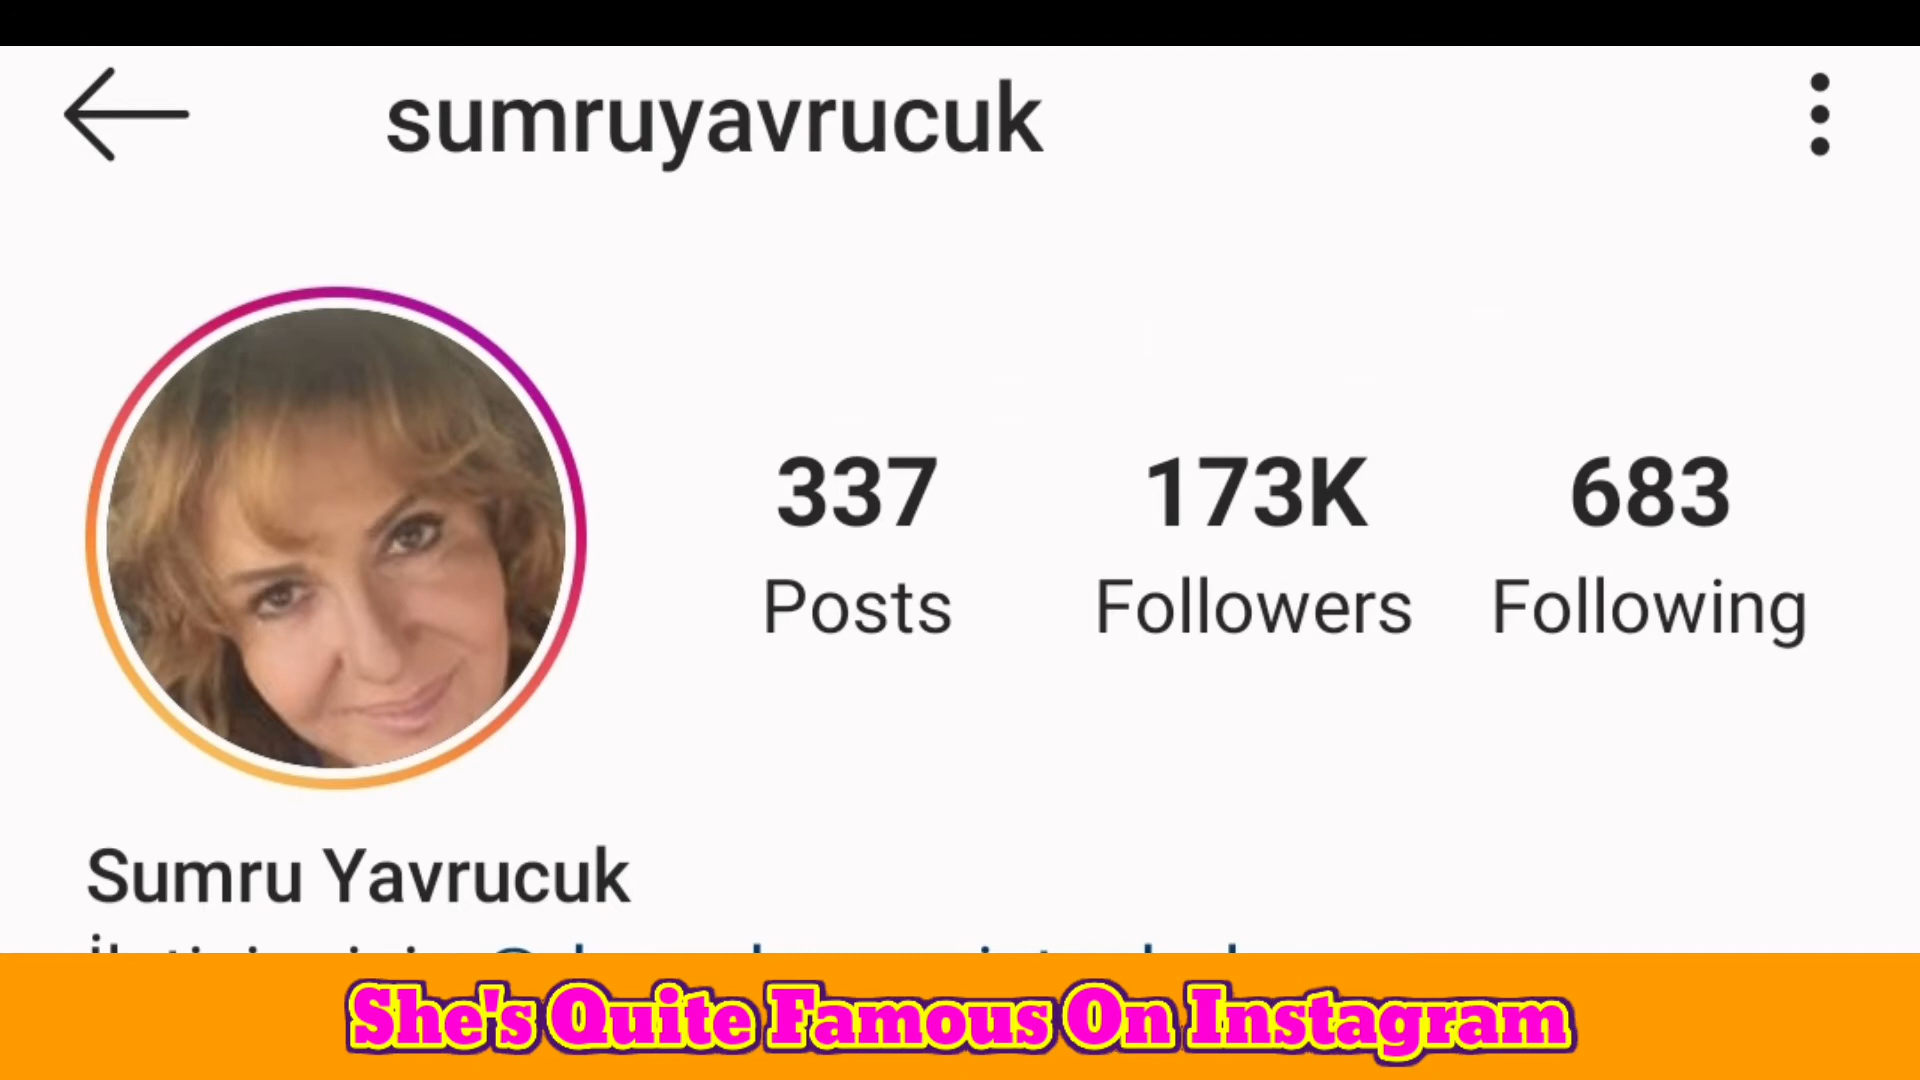 sumruyavrucuk
337 173K 683
Posts Followers Following
Sumru Yavrucuk
She's Quite Famous On Instagram